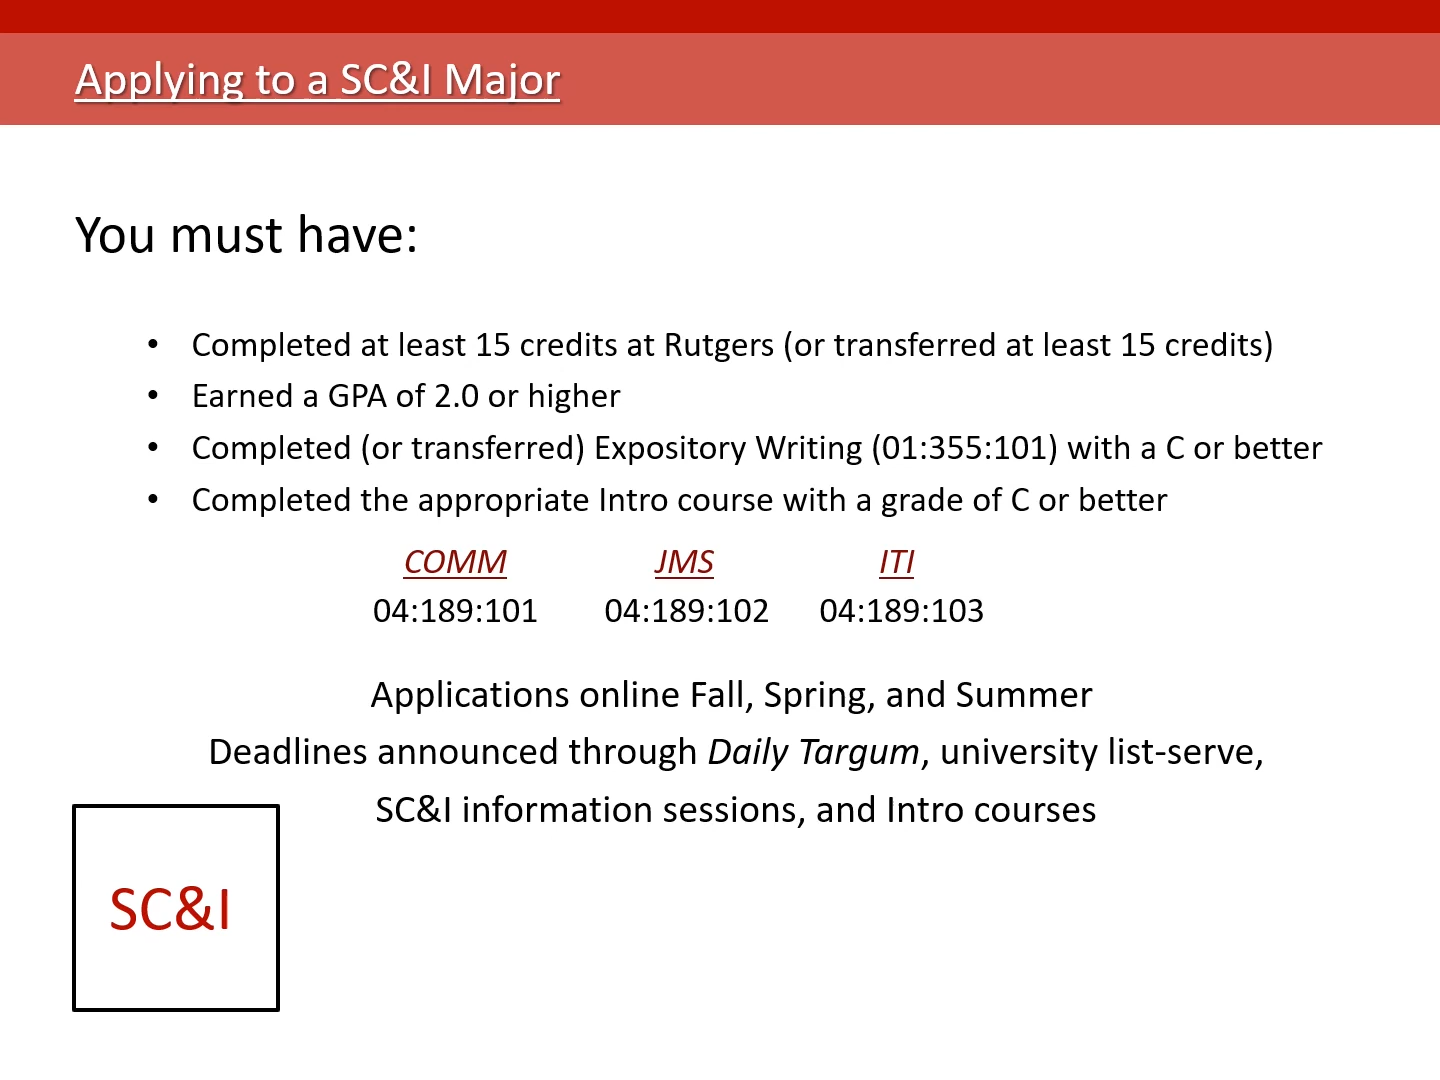 Applying to a SC&I Major
You must have:
• Completed at least 15 credits at Rutgers (or transferred at least 15 credits)
• Earned a GPA of 2.0 or higher
• Completed (or transferred) Expository Writing (01:355:101) with a C or better
• Completed the appropriate Intro course with a grade of C or better
COMM JMS ITI
04:189:101 04:189:102 04:189:103
Applications online Fall, Spring, and Summer
Deadlines announced through Daily Targum, university list-serve,
SC&I information sessions, and Intro courses
SC&I